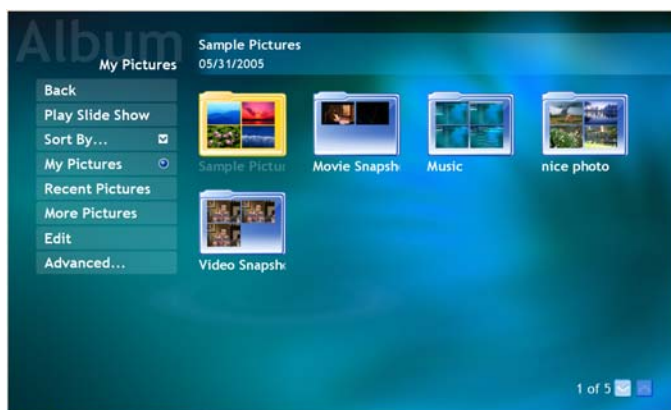 Album
My Pictures
Sample Pictures
05/31/2005
Back
Play Slide Show
Sort By...
My Pictures
Recent Pictures
More Pictures
Edit
Advanced...
Sample Pictur
Movie Snapsh
Music
nice photo
Video Snapsh
1 of 5